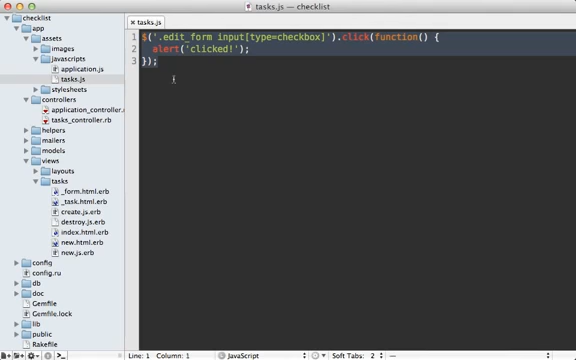 tasks.js — checklist
checklist
app
assets
images
javascripts
application.js
tasks.js
stylesheets
controllers
application_controller.r
tasks_controller.rb
helpers
mailers
models
views
layouts
tasks
_form.html.erb
_task.html.erb
create.js.erb
destroy.js.erb
index.html.erb
new.html.erb
new.js.erb
config
config.ru
db
doc
Gemfile
Gemfile.lock
lib
public
Rakefile
tasks.js
1 $('.edit_form input[type=checkbox]').click(function() {
2 alert('clicked!');
3 });
Line: 1 Column: 1
JavaScript
Soft Tabs: 2